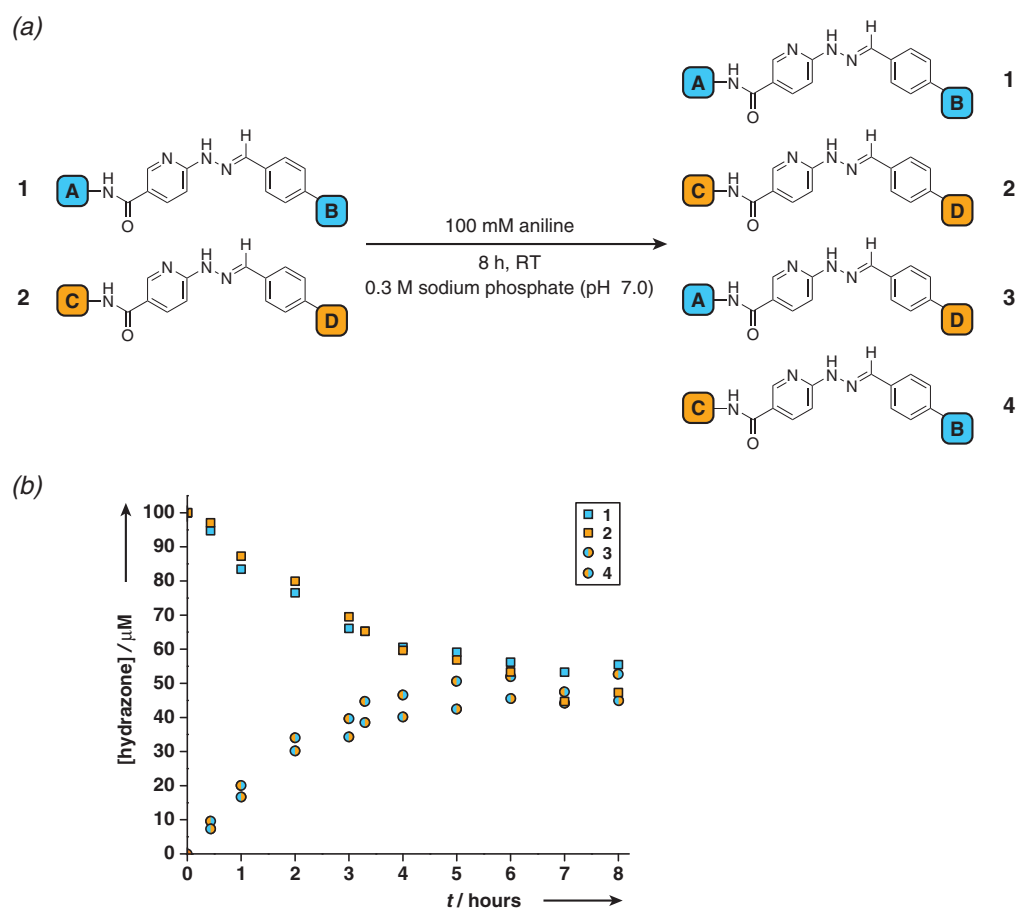 (a)
1
A
H
N
O
N
H
N
N
H
B
2
C
H
N
O
N
H
N
N
H
D
100 mM aniline
8 h, RT
0.3 M sodium phosphate (pH 7.0)
A
H
N
O
N
H
N
N
H
B
1
C
H
N
O
N
H
N
N
H
D
2
A
H
N
O
N
H
N
N
H
D
3
C
H
N
O
N
H
N
N
H
B
4
(b)
[hydrazone] / µM
100
90
80
70
60
50
40
30
20
10
0
0 1 2 3 4 5 6 7 8
t / hours
1
2
3
4